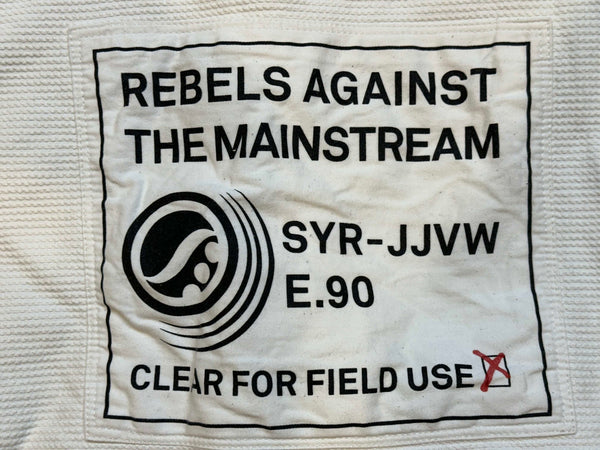 REBELS AGAINST
THE MAINSTREAM
SYR-JJVW
E.90
CLEAR FOR FIELD USE